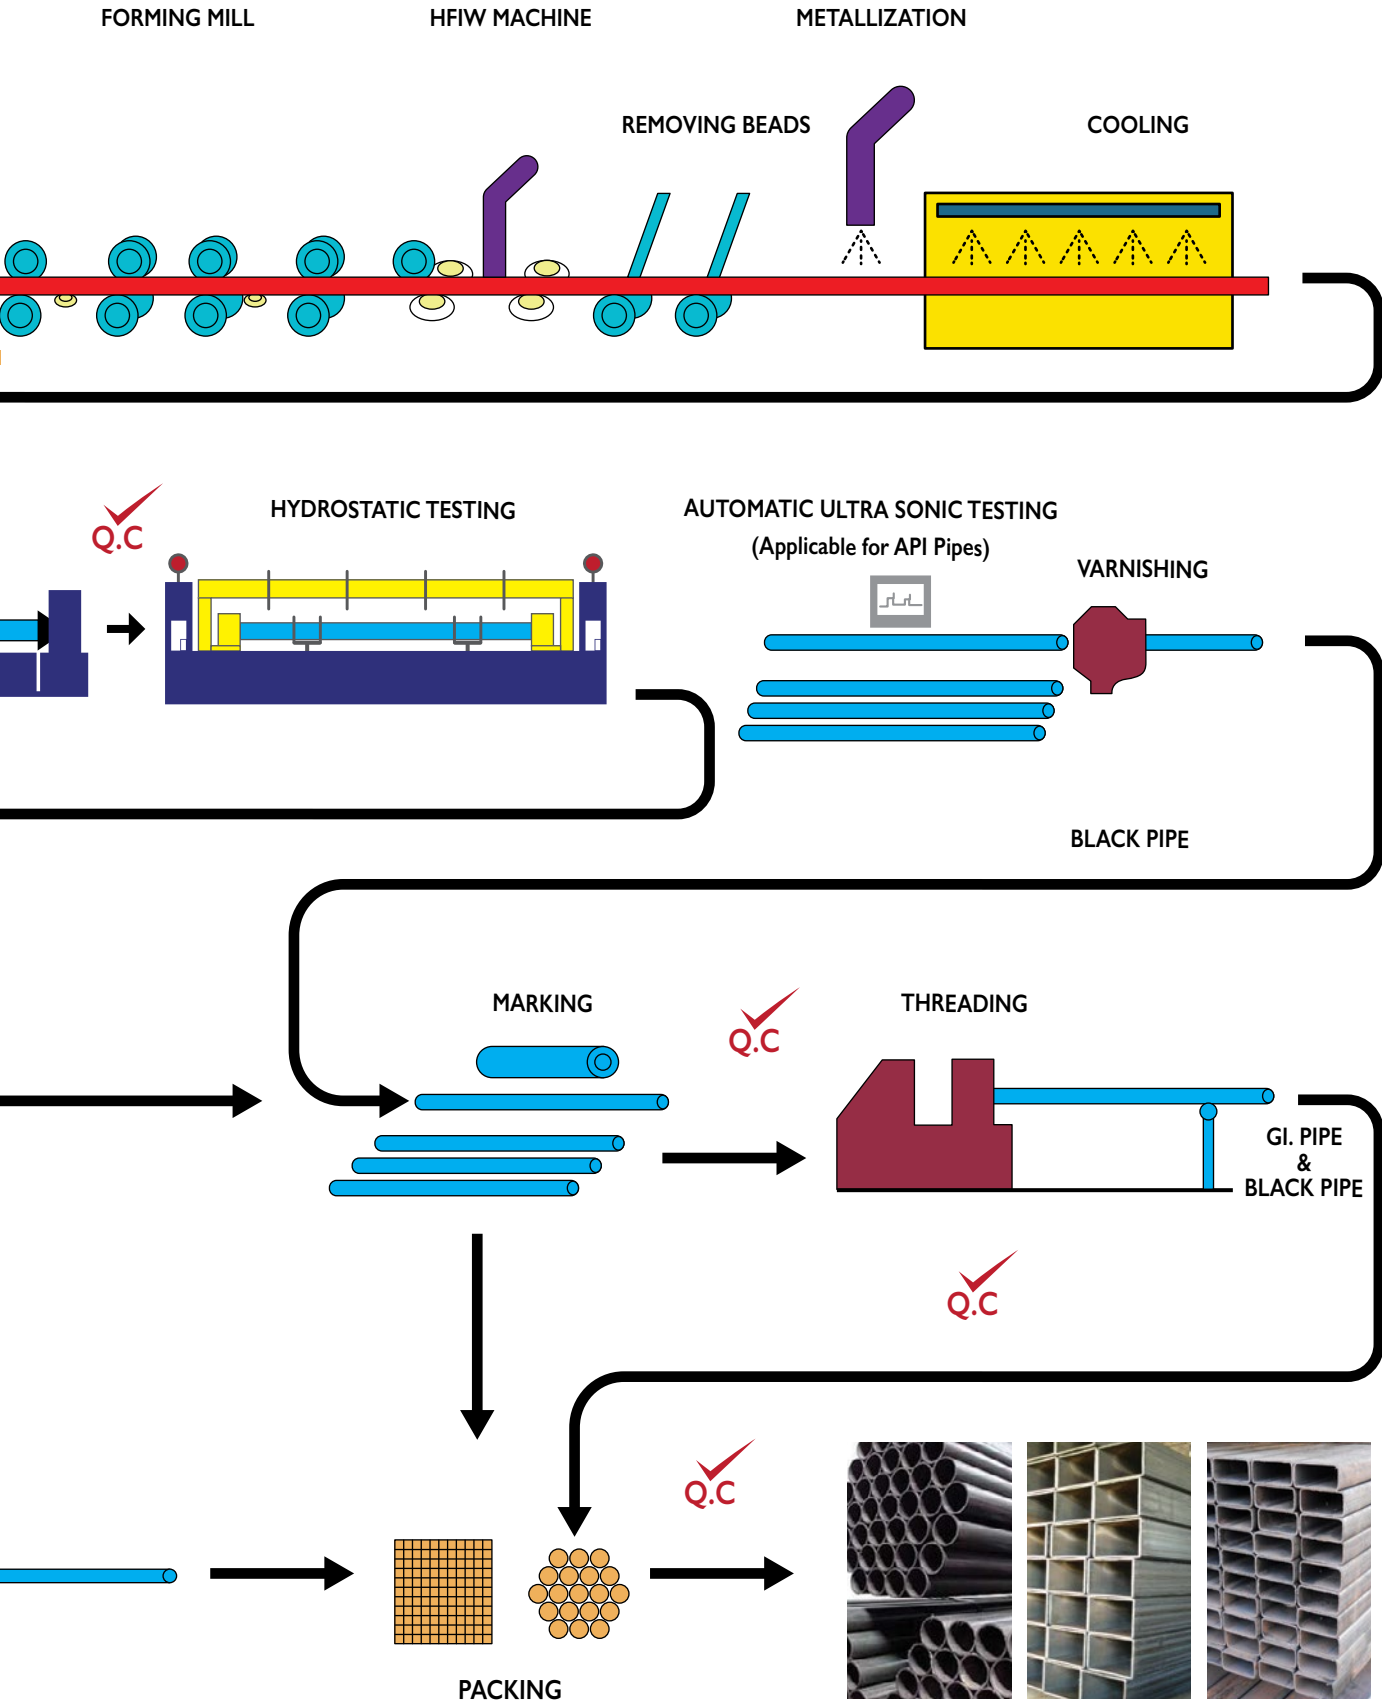 FORMING MILL
HFIW MACHINE
METALLIZATION
REMOVING BEADS
COOLING
Q.C
HYDROSTATIC TESTING
AUTOMATIC ULTRA SONIC TESTING
(Applicable for API Pipes)
VARNISHING
BLACK PIPE
MARKING
Q.C
THREADING
GI. PIPE
&
BLACK PIPE
Q.C
Q.C
PACKING